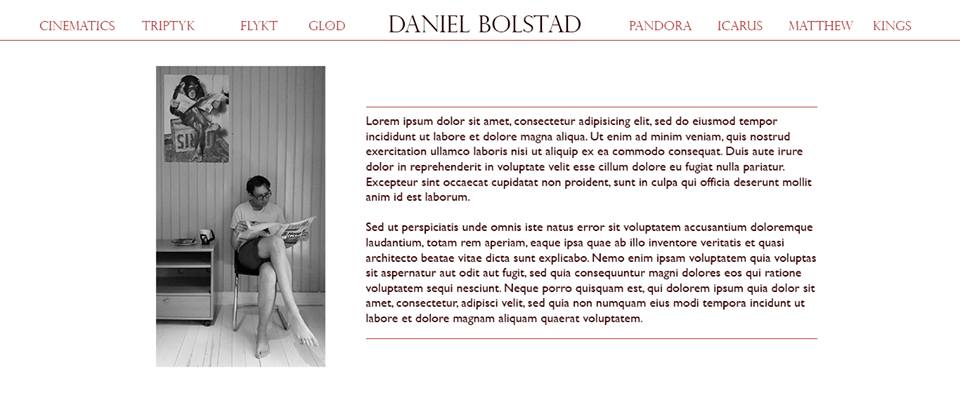 CINEMATICS TRIPTYK FLYKT GLØD DANIEL BOLSTAD PANDORA ICARUS MATTHEW KINGS
Lorem ipsum dolor sit amet, consectetur adipisicing elit, sed do eiusmod tempor
incididunt ut labore et dolore magna aliqua. Ut enim ad minim veniam, quis nostrud
exercitation ullamco laboris nisi ut aliquip ex ea commodo consequat. Duis aute irure
dolor in reprehenderit in voluptate velit esse cillum dolore eu fugiat nulla pariatur.
Excepteur sint occaecat cupidatat non proident, sunt in culpa qui officia deserunt mollit
anim id est laborum.
Sed ut perspiciatis unde omnis iste natus error sit voluptatem accusantium doloremque
laudantium, totam rem aperiam, eaque ipsa quae ab illo inventore veritatis et quasi
architecto beatae vitae dicta sunt explicabo. Nemo enim ipsam voluptatem quia voluptas
sit aspernatur aut odit aut fugit, sed quia consequuntur magni dolores eos qui ratione
voluptatem sequi nesciunt. Neque porro quisquam est, qui dolorem ipsum quia dolor sit
amet, consectetur, adipisci velit, sed quia non numquam eius modi tempora incidunt ut
labore et dolore magnam aliquam quaerat voluptatem.